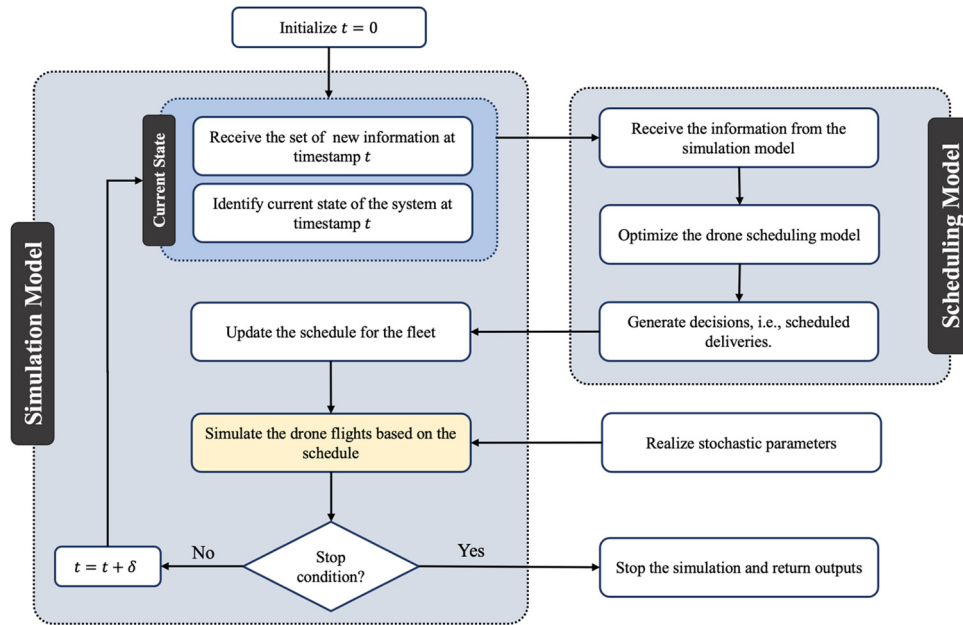 Initialize t = 0
Simulation Model
Current State
Receive the set of new information at
timestamp t
Identify current state of the system at
timestamp t
Scheduling Model
Receive the information from the
simulation model
Optimize the drone scheduling model
Generate decisions, i.e., scheduled
deliveries.
Update the schedule for the fleet
Simulate the drone flights based on the
schedule
Realize stochastic parameters
Stop
condition?
No
t = t + δ
Yes
Stop the simulation and return outputs